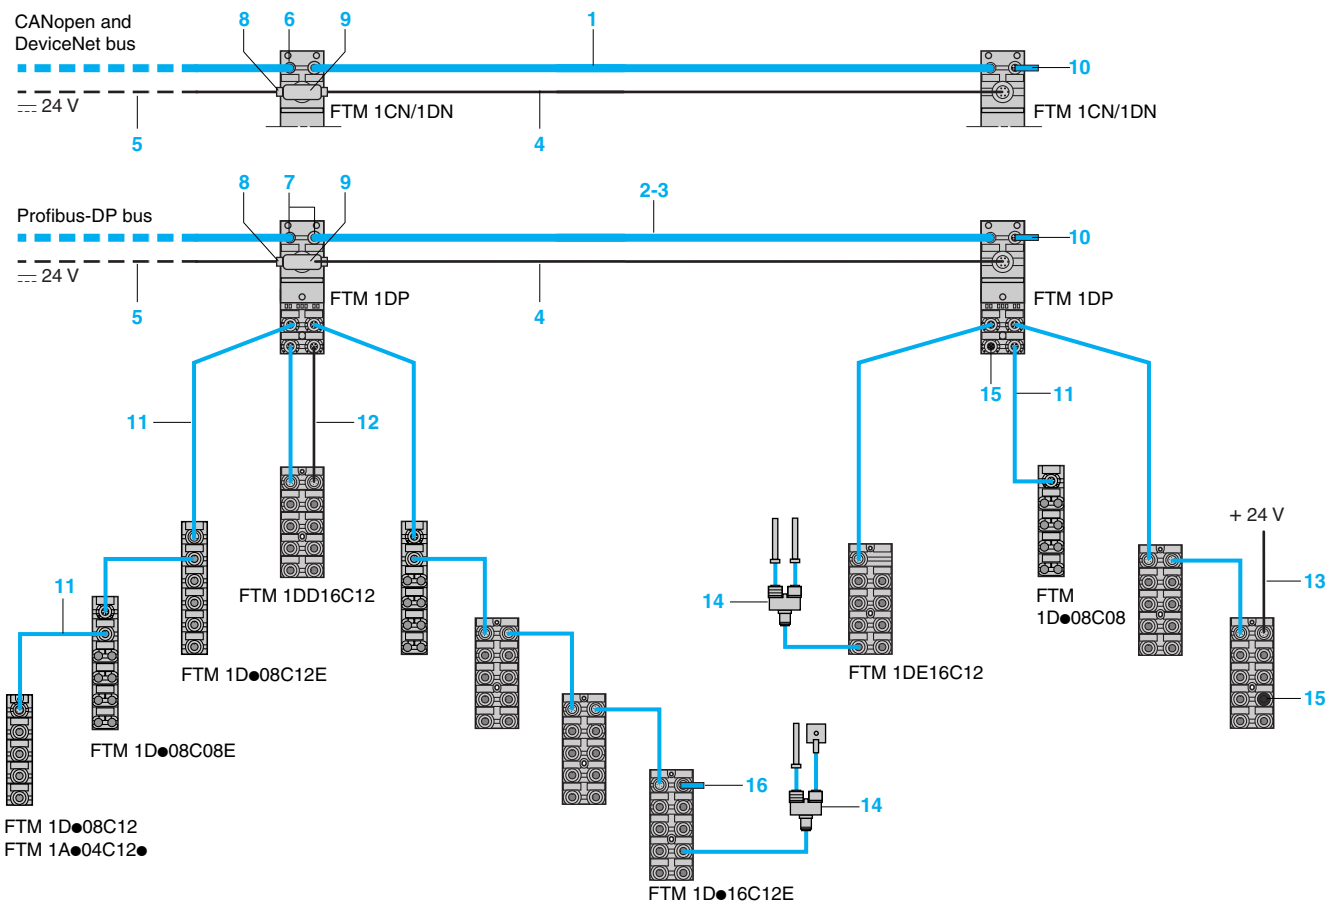 CANopen and
DeviceNet bus
8
6
9
1
10
24 V
FTM 1CN/1DN
FTM 1CN/1DN
5
4
8
7
9
2-3
Profibus-DP bus
10
24 V
FTM 1DP
FTM 1DP
5
4
15
11
11
12
+ 24 V
11
FTM 1DD16C12
14
FTM
1D●08C08
13
FTM 1D●08C12E
FTM 1DE16C12
15
FTM 1D●08C08E
16
14
FTM 1D●08C12
FTM 1A●04C12●
FTM 1D●16C12E